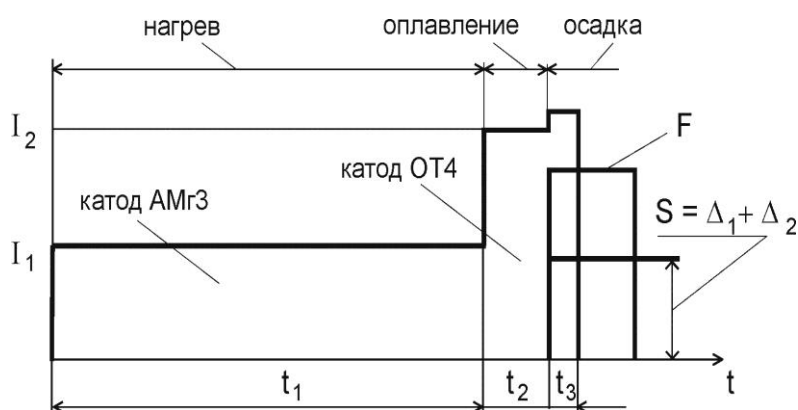 нагрев
оплавление
осадка
I₂
F
катод ОТ4
катод АМг3
S = Δ₁ + Δ₂
I₁
t₁
t₂
t₃
t